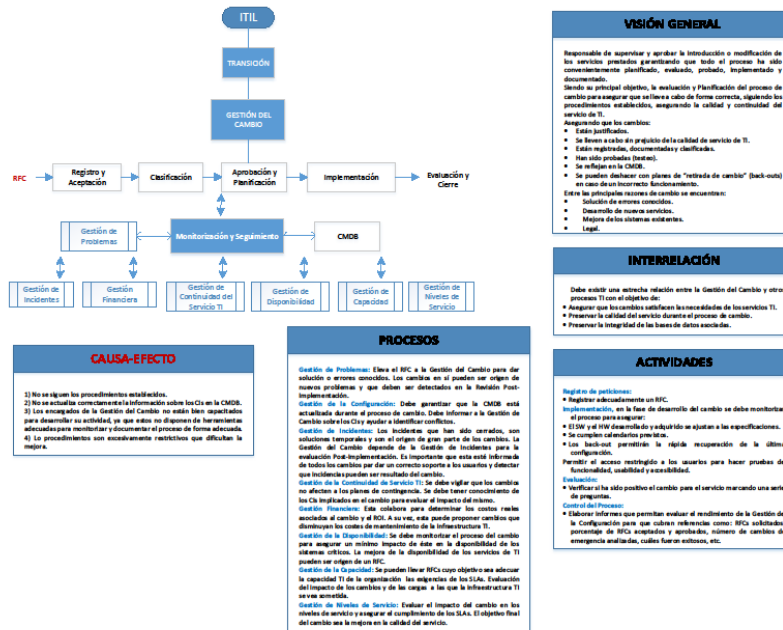 ITIL
TRANSICIÓN
GESTIÓN DEL
CAMBIO
RFC
Registro y
Aceptación
Clasificación
Aprobación y
Planificación
Implementación
Evaluación y
Cierre
Gestión de
Problemas
Monitorización y Seguimiento
CMDB
Gestión de
Incidentes
Gestión
Financiera
Gestión de
Continuidad del
Servicio TI
Gestión de
Disponibilidad
Gestión de
Capacidad
Gestión de
Niveles de
Servicio
VISIÓN GENERAL
Responsable de supervisar y aprobar la introducción o modificación de
los servicios prestados garantizando que todo el proceso ha sido
convenientemente planificado, evaluado, probado, implementado y
documentado.
Siendo su principal objetivo, la evaluación y Planificación del proceso de
cambio para asegurar que se lleve a cabo de forma correcta, siguiendo los
procedimientos establecidos, asegurando la calidad y continuidad del
servicio de TI.
Asegurando que los cambios:
• Están justificados.
• Se lleven a cabo sin prejuicio de la calidad de servicio de TI.
• Están registradas, documentadas y clasificadas.
• Han sido probadas (testeo).
• Se reflejan en la CMDB.
• Se pueden deshacer con planes de "retirada de cambio" (back-outs)
en caso de un incorrecto funcionamiento.
Entre las principales razones de cambio se encuentran:
• Solución de errores conocidos.
• Desarrollo de nuevos servicios.
• Mejora de los sistemas existentes.
• Legal.
INTERRELACIÓN
Debe existir una estrecha relación entre la Gestión del Cambio y otros
procesos TI con el objetivo de:
• Asegurar que los cambios satisfacen las necesidades de los servicios TI.
• Preservar la calidad del servicio durante el proceso de cambio.
• Preservar la integridad de las bases de datos asociadas.
CAUSA-EFECTO
1) No se siguen los procedimientos establecidos.
2) No se actualiza correctamente la información sobre los CIs en la CMDB.
3) Los encargados de la Gestión del Cambio no están bien capacitados
para desarrollar su actividad, ya que estos no disponen de herramientas
adecuadas para monitorizar y documentar el proceso de forma adecuada.
4) Los procedimientos son excesivamente restrictivos que dificultan la
mejora.
PROCESOS
Gestión de Problemas: Eleva el RFC a la Gestión del Cambio para dar
solución o errores conocidos. Los cambios en si pueden ser origen de
nuevos problemas y que deben ser detectados en la Revisión Post-
Implementación.
Gestión de la Configuración: Debe garantizar que la CMDB está
actualizada durante el proceso de cambio. Debe informar a la Gestión de
Cambio sobre los CIs y ayudar a identificar conflictos.
Gestión de Incidentes: Los incidentes que han sido cerrados, son
soluciones temporales y son el origen de gran parte de los cambios. La
Gestión del Cambio depende de la Gestión de Incidentes para la
evaluación Post-Implementación. Es importante que esta esté informada
de todos los cambios par dar un correcto soporte a los usuarios y detectar
que incidencias pueden ser resultado del cambio.
Gestión de la Continuidad de Servicio TI: Se debe vigilar que los cambios
no afecten a los planes de contingencia. Se debe tener conocimiento de
los CIs implicados en el cambio para evaluar el impacto del mismo.
Gestión Financiera: Esta colabora para determinar los costos reales
asociados al cambio y el ROI. A su vez, esta puede proponer cambios que
disminuyan los costes de mantenimiento de la Infraestructura TI.
Gestión de la Disponibilidad: Se debe monitorizar el proceso del cambio
para asegurar un mínimo impacto de éste en la disponibilidad de los
sistemas críticos. La mejora de la disponibilidad de los servicios de TI
pueden ser origen de un RFC.
Gestión de la Capacidad: Se pueden llevar RFCs cuyo objetivo sea adecuar
la capacidad TI de la organización las exigencias de los SLAs. Evaluación
del impacto de los cambios y de las cargas a las que la infraestructura TI
se vea sometida.
Gestión de Niveles de Servicio: Evaluar el impacto del cambio en los
niveles de servicio y asegurar el cumplimiento de los SLAs. El objetivo final
del cambio sea la mejora en la calidad del servicio.
ACTIVIDADES
Registro de peticiones:
• Registrar adecuadamente un RFC.
Implementación, en la fase de desarrollo del cambio se debe monitorizar
el proceso para asegurar:
• El SW y el HW desarrollado y adquirido se ajustan a las especificaciones.
• Se cumplen calendarios previstos.
• Los back-out permitirán la rápida recuperación de la última
configuración.
Permitir el acceso restringido a los usuarios para hacer pruebas de
funcionalidad, usabilidad y accesibilidad.
Evaluación:
• Verificar si ha sido positivo el cambio para el servicio marcando una serie
de preguntas.
Control del Proceso:
• Elaborar informes que permitan evaluar el rendimiento de la Gestión de
la Configuración para que cubran referencias como: RFCs solicitados,
porcentaje de RFCs aceptados y aprobados, número de cambios de
emergencia analizadas, cuáles fueron exitosos, etc.